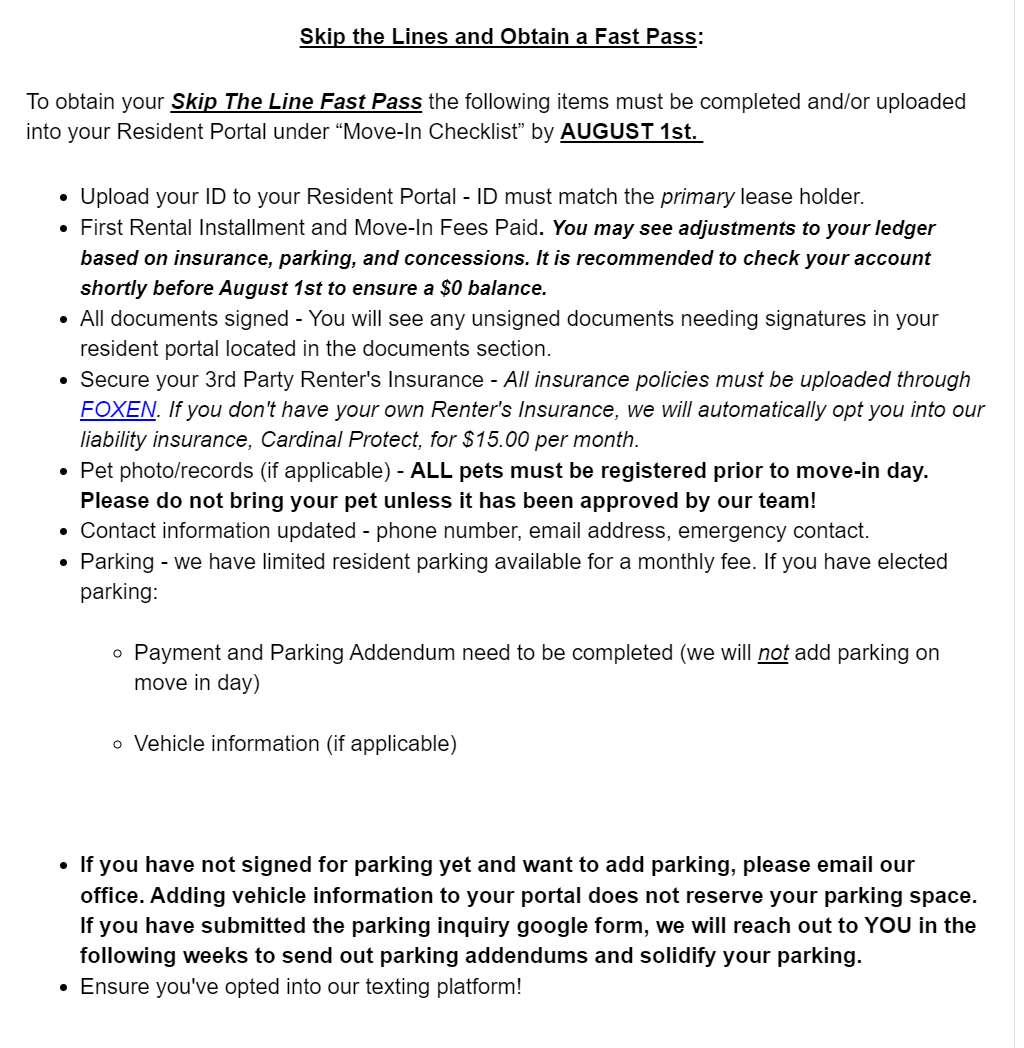 Skip the Lines and Obtain a Fast Pass:
To obtain your Skip The Line Fast Pass the following items must be completed and/or uploaded
into your Resident Portal under “Move-In Checklist” by AUGUST 1st.
• Upload your ID to your Resident Portal - ID must match the primary lease holder.
• First Rental Installment and Move-In Fees Paid. You may see adjustments to your ledger
based on insurance, parking, and concessions. It is recommended to check your account
shortly before August 1st to ensure a $0 balance.
• All documents signed - You will see any unsigned documents needing signatures in your
resident portal located in the documents section.
• Secure your 3rd Party Renter's Insurance - All insurance policies must be uploaded through
FOXEN. If you don't have your own Renter's Insurance, we will automatically opt you into our
liability insurance, Cardinal Protect, for $15.00 per month.
• Pet photo/records (if applicable) - ALL pets must be registered prior to move-in day.
Please do not bring your pet unless it has been approved by our team!
• Contact information updated - phone number, email address, emergency contact.
• Parking - we have limited resident parking available for a monthly fee. If you have elected
parking:
○ Payment and Parking Addendum need to be completed (we will not add parking on
move in day)
○ Vehicle information (if applicable)
• If you have not signed for parking yet and want to add parking, please email our
office. Adding vehicle information to your portal does not reserve your parking space.
If you have submitted the parking inquiry google form, we will reach out to YOU in the
following weeks to send out parking addendums and solidify your parking.
• Ensure you've opted into our texting platform!